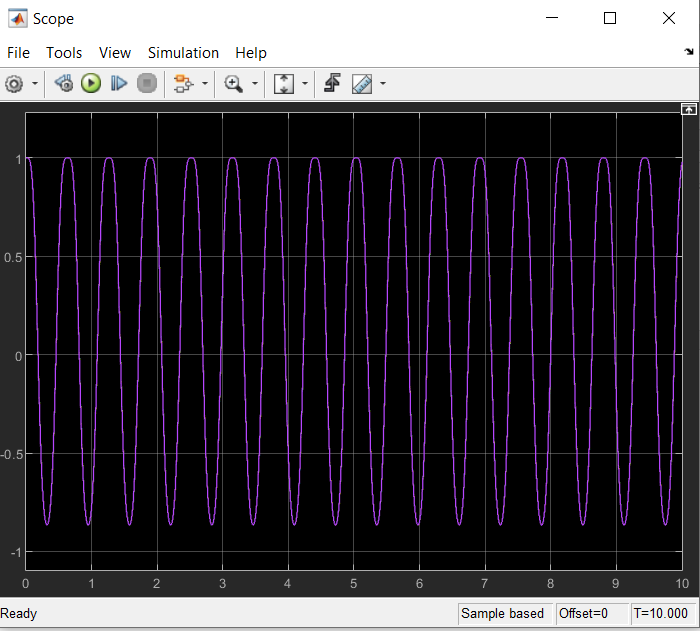 Scope
File Tools View Simulation Help
1
0.5
0
-0.5
-1
0 1 2 3 4 5 6 7 8 9 10
Ready Sample based Offset=0 T=10.000